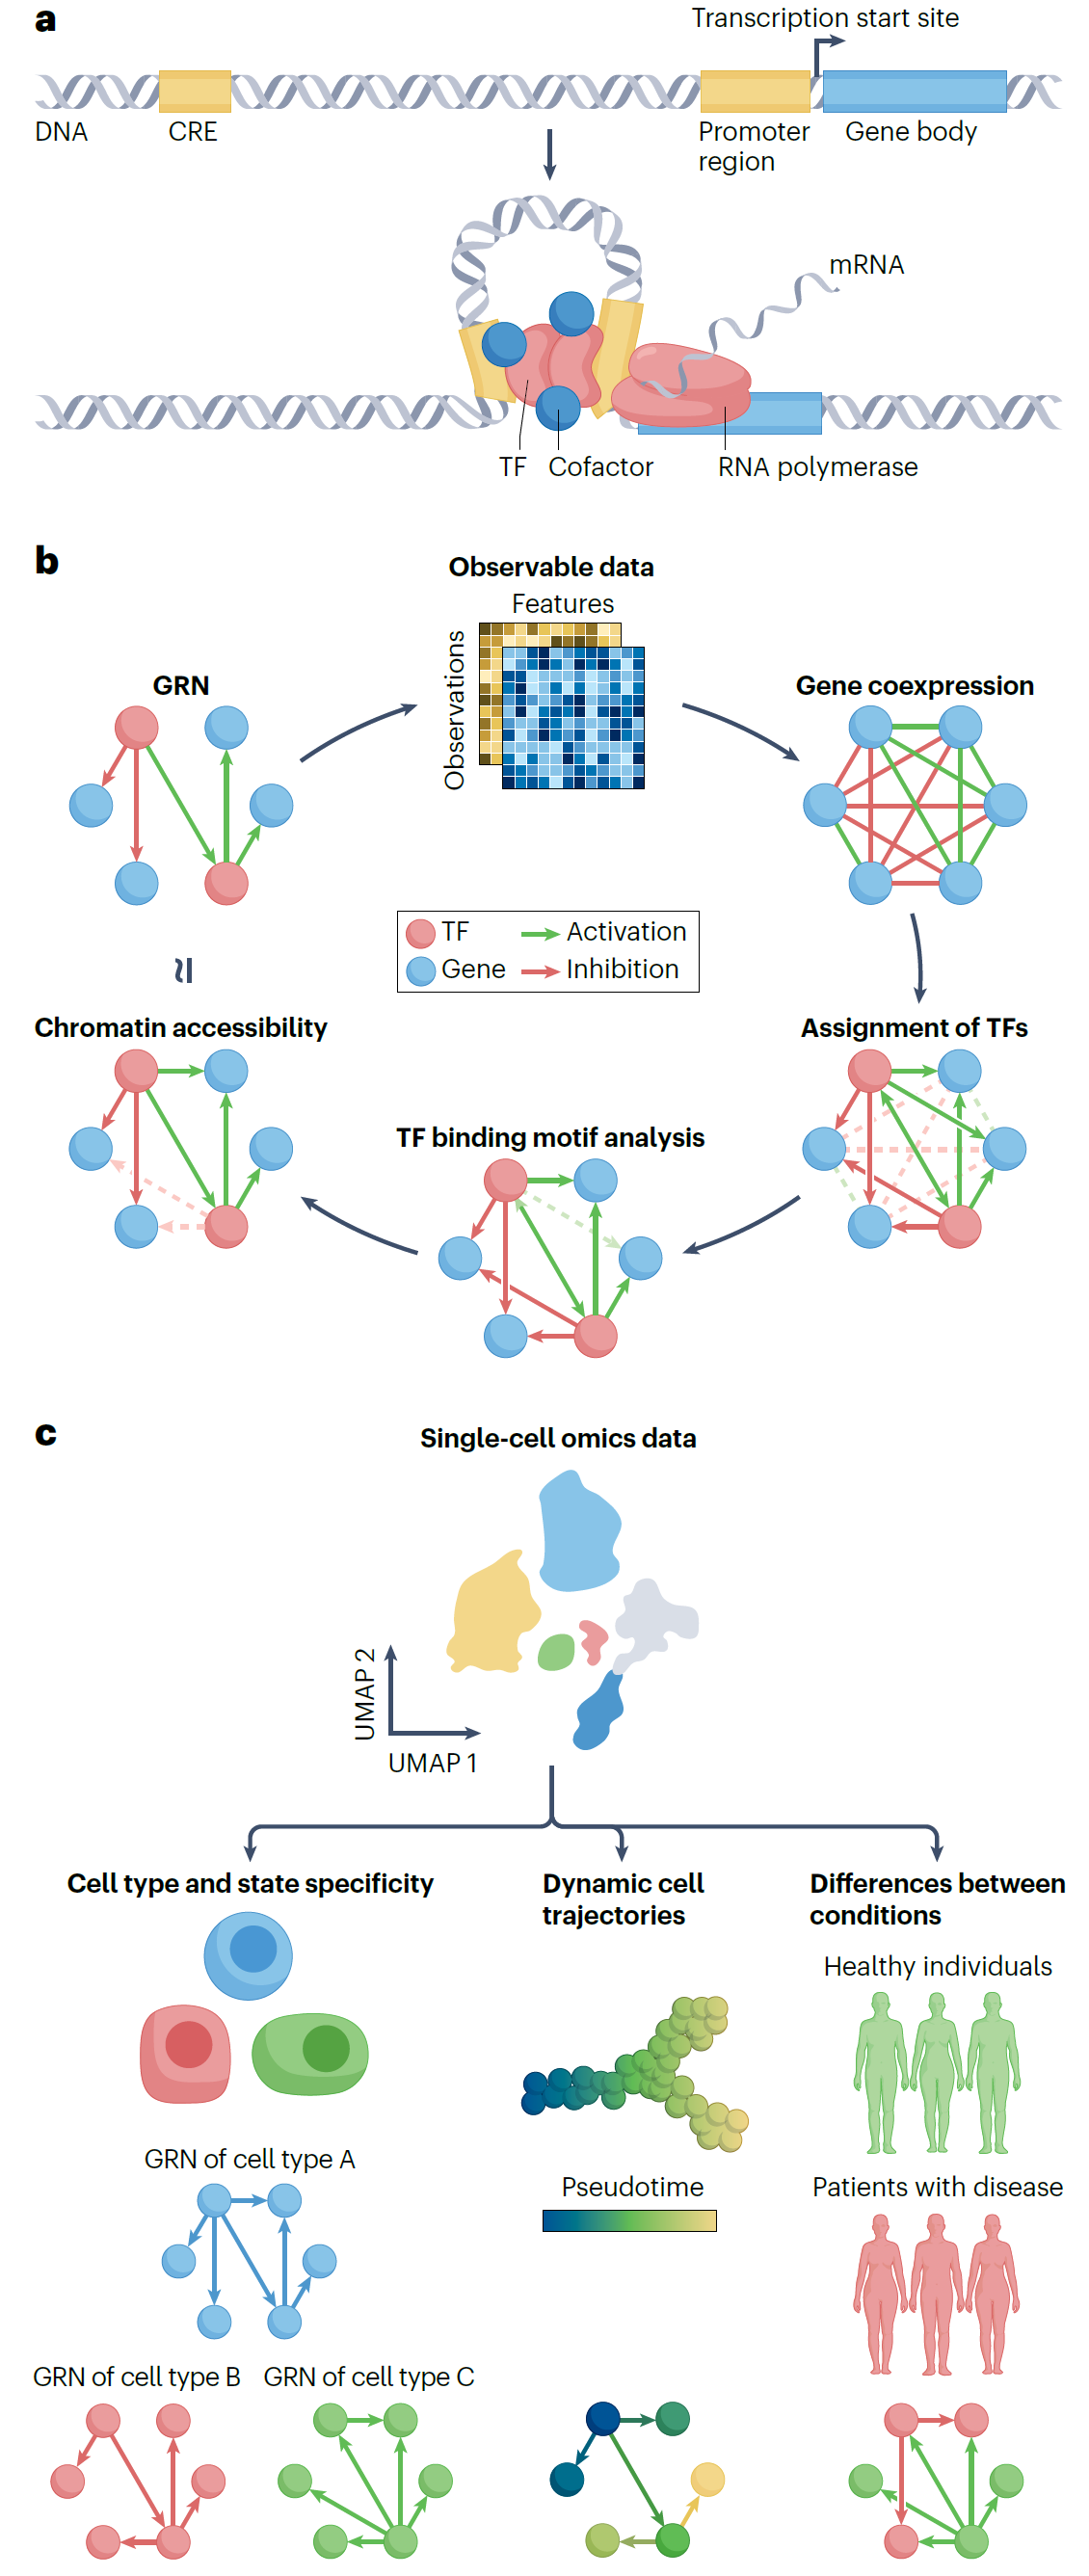 a
Transcription start site
DNA
CRE
Promoter
region
Gene body
mRNA
TF
Cofactor
RNA polymerase
b
Observable data
Features
Observations
GRN
Gene coexpression
TF
Activation
Gene
Inhibition
≈
Chromatin accessibility
Assignment of TFs
TF binding motif analysis
c
Single-cell omics data
UMAP 2
UMAP 1
Cell type and state specificity
Dynamic cell
trajectories
Differences between
conditions
Healthy individuals
GRN of cell type A
Pseudotime
Patients with disease
GRN of cell type B
GRN of cell type C